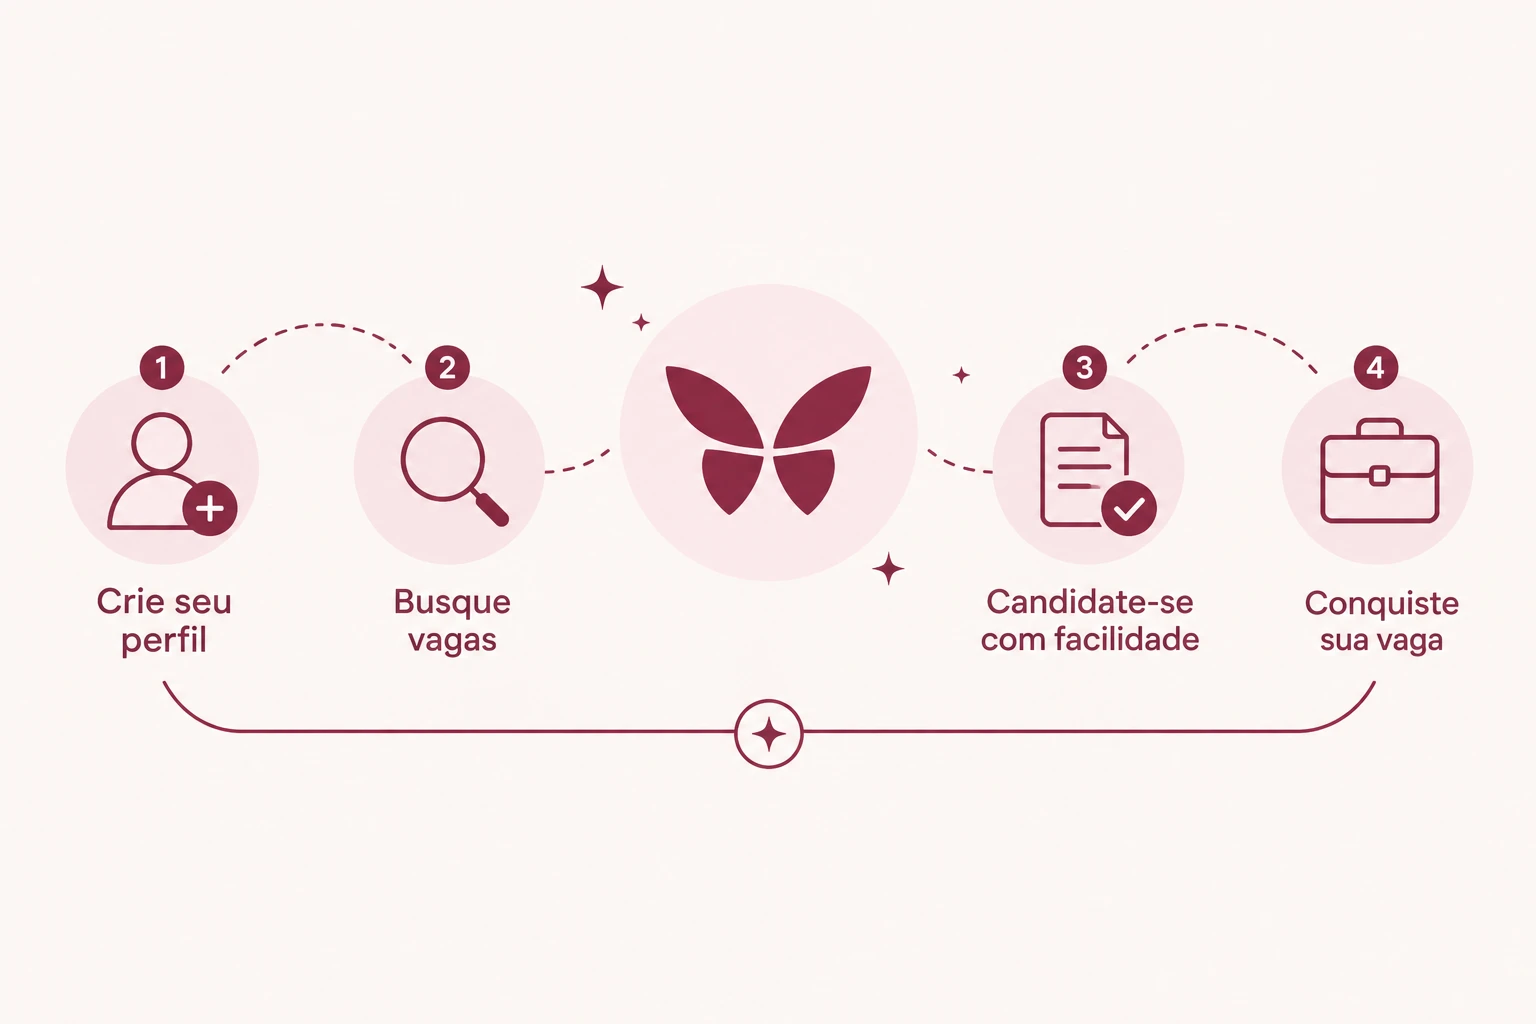 1
Crie seu
perfil
2
Busque
vagas
3
Candidate-se
com facilidade
4
Conquiste
sua vaga